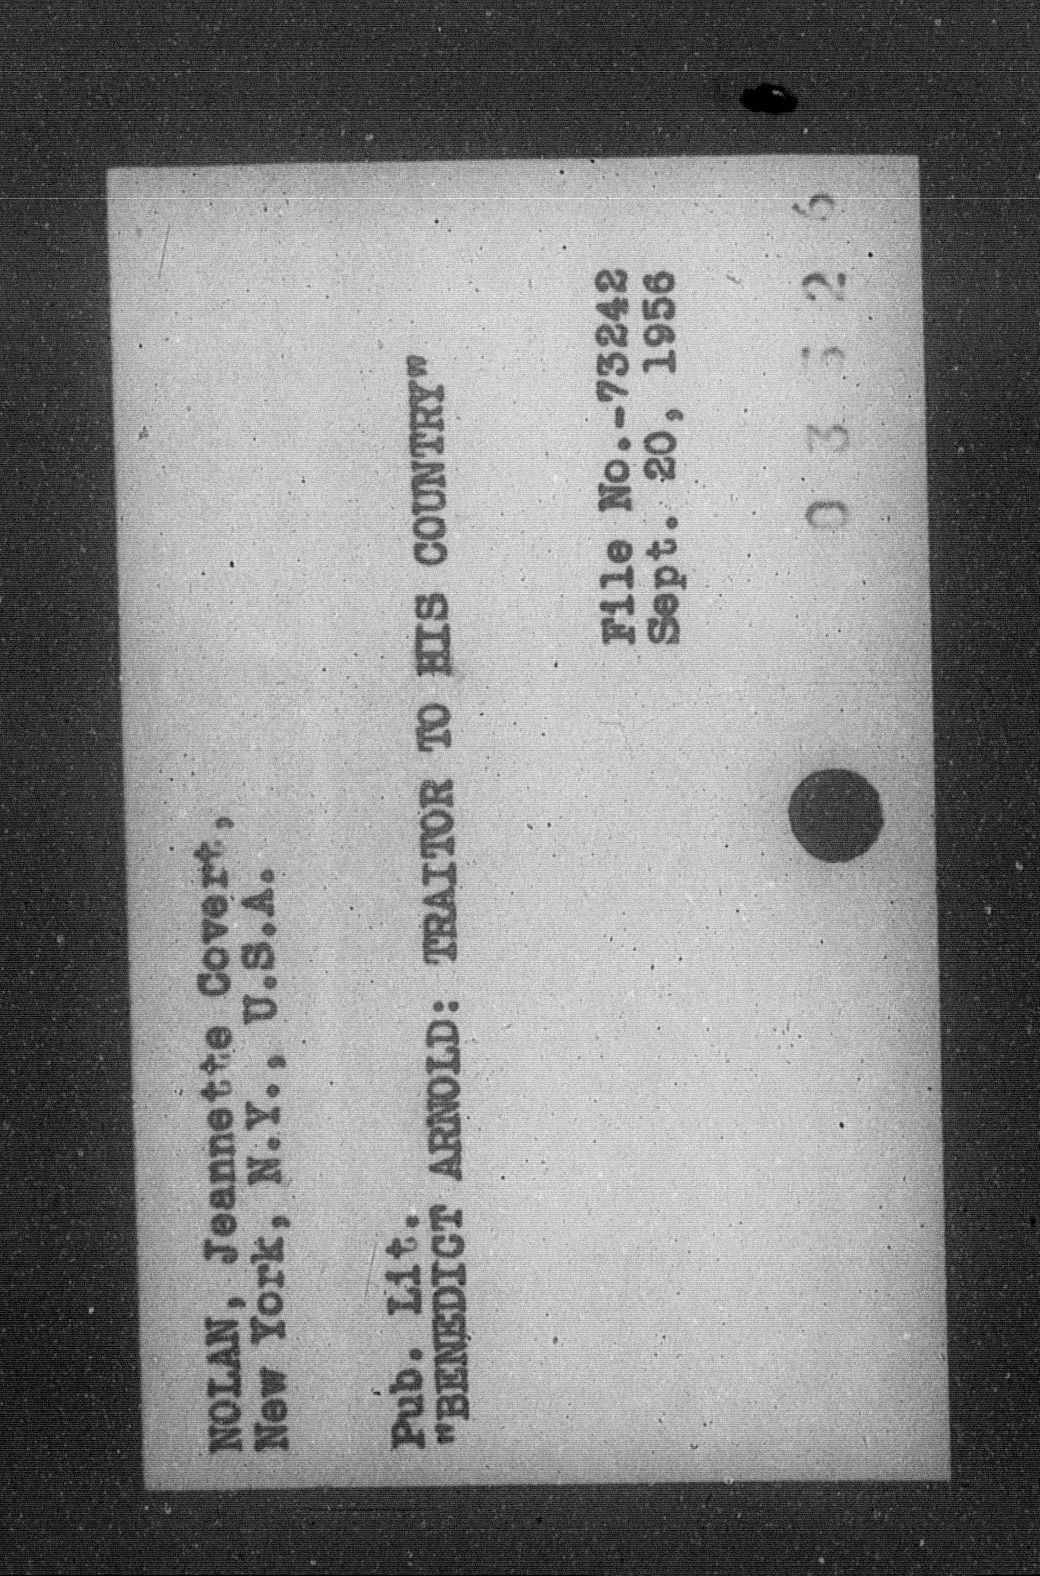 NOLAN, Jeannette Covert,
New York, N.Y., U.S.A.
Pub. Lit.
"BENEDICT ARNOLD: TRAITOR TO HIS COUNTRY"
File No.-73242
Sept. 20, 1956